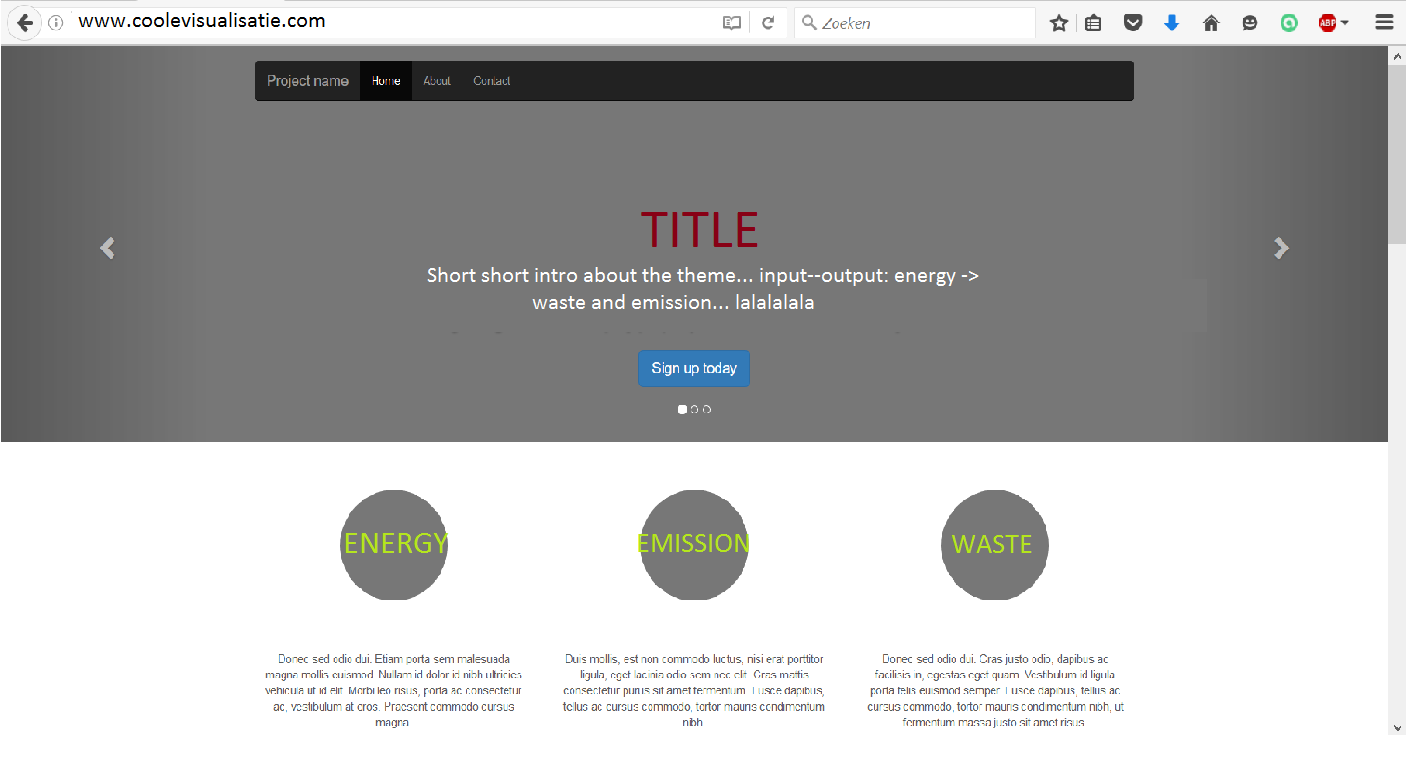 www.coolevisualisatie.com
Zoeken
ABP
Project name Home About Contact
TITLE
Short short intro about the theme... input--output: energy ->
waste and emission... lalalalala
Sign up today
ENERGY
EMISSION
WASTE
Donec sed odio dui. Etiam porta sem malesuada
magna mollis euismod. Nullam id dolor id nibh ultricies
vehicula ut id elit. Morbi leo risus, porta ac consectetur
ac, vestibulum at eros. Praesent commodo cursus
magna
Duis mollis, est non commodo luctus, nisi erat porttitor
ligula, eget lacinia odio sem nec elit. Cras mattis
consectetur purus sit amet fermentum. Fusce dapibus,
tellus ac cursus commodo, tortor mauris condimentum
nibh
Donec sed odio dui. Cras justo odio, dapibus ac
facilisis in, egestas eget quam. Vestibulum id ligula
porta felis euismod semper. Fusce dapibus, tellus ac
cursus commodo, tortor mauris condimentum nibh, ut
fermentum massa justo sit amet risus